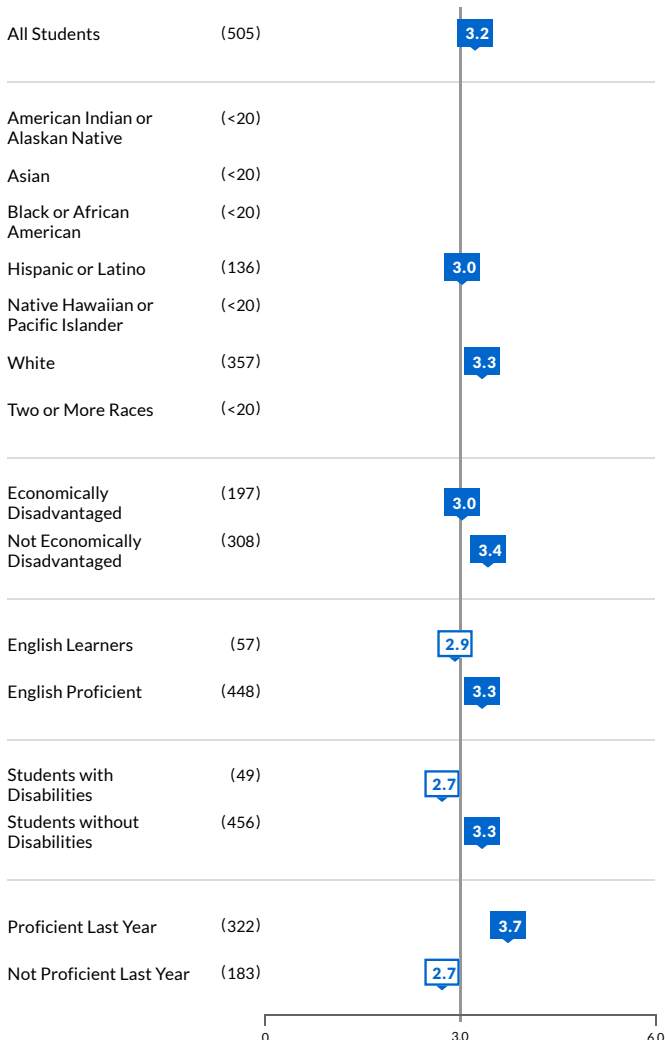 All Students (505) 3.2
American Indian or (<20)
Alaskan Native
Asian (<20)
Black or African (<20)
American
Hispanic or Latino (136) 3.0
Native Hawaiian or (<20)
Pacific Islander
White (357) 3.3
Two or More Races (<20)
Economically (197) 3.0
Disadvantaged
Not Economically (308) 3.4
Disadvantaged
English Learners (57) 2.9
English Proficient (448) 3.3
Students with (49) 2.7
Disabilities
Students without (456) 3.3
Disabilities
Proficient Last Year (322) 3.7
Not Proficient Last Year (183) 2.7
0 3.0 6.0